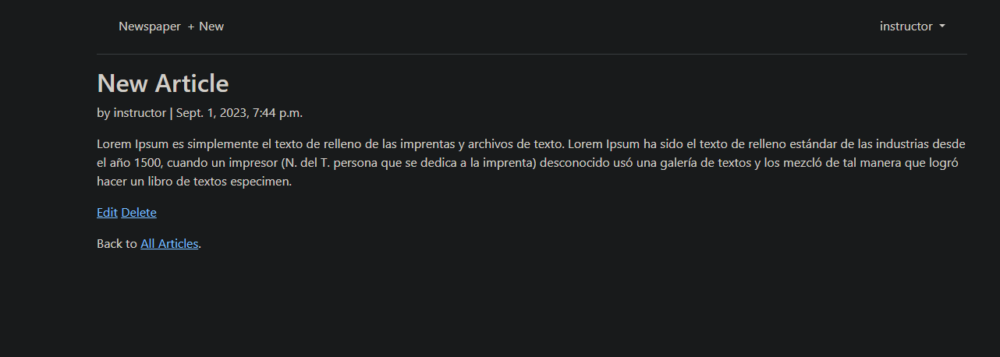 Newspaper + New instructor
New Article
by instructor | Sept. 1, 2023, 7:44 p.m.
Lorem Ipsum es simplemente el texto de relleno de las imprentas y archivos de texto. Lorem Ipsum ha sido el texto de relleno estándar de las industrias desde
el año 1500, cuando un impresor (N. del T. persona que se dedica a la imprenta) desconocido usó una galería de textos y los mezcló de tal manera que logró
hacer un libro de textos especimen.
Edit Delete
Back to All Articles.